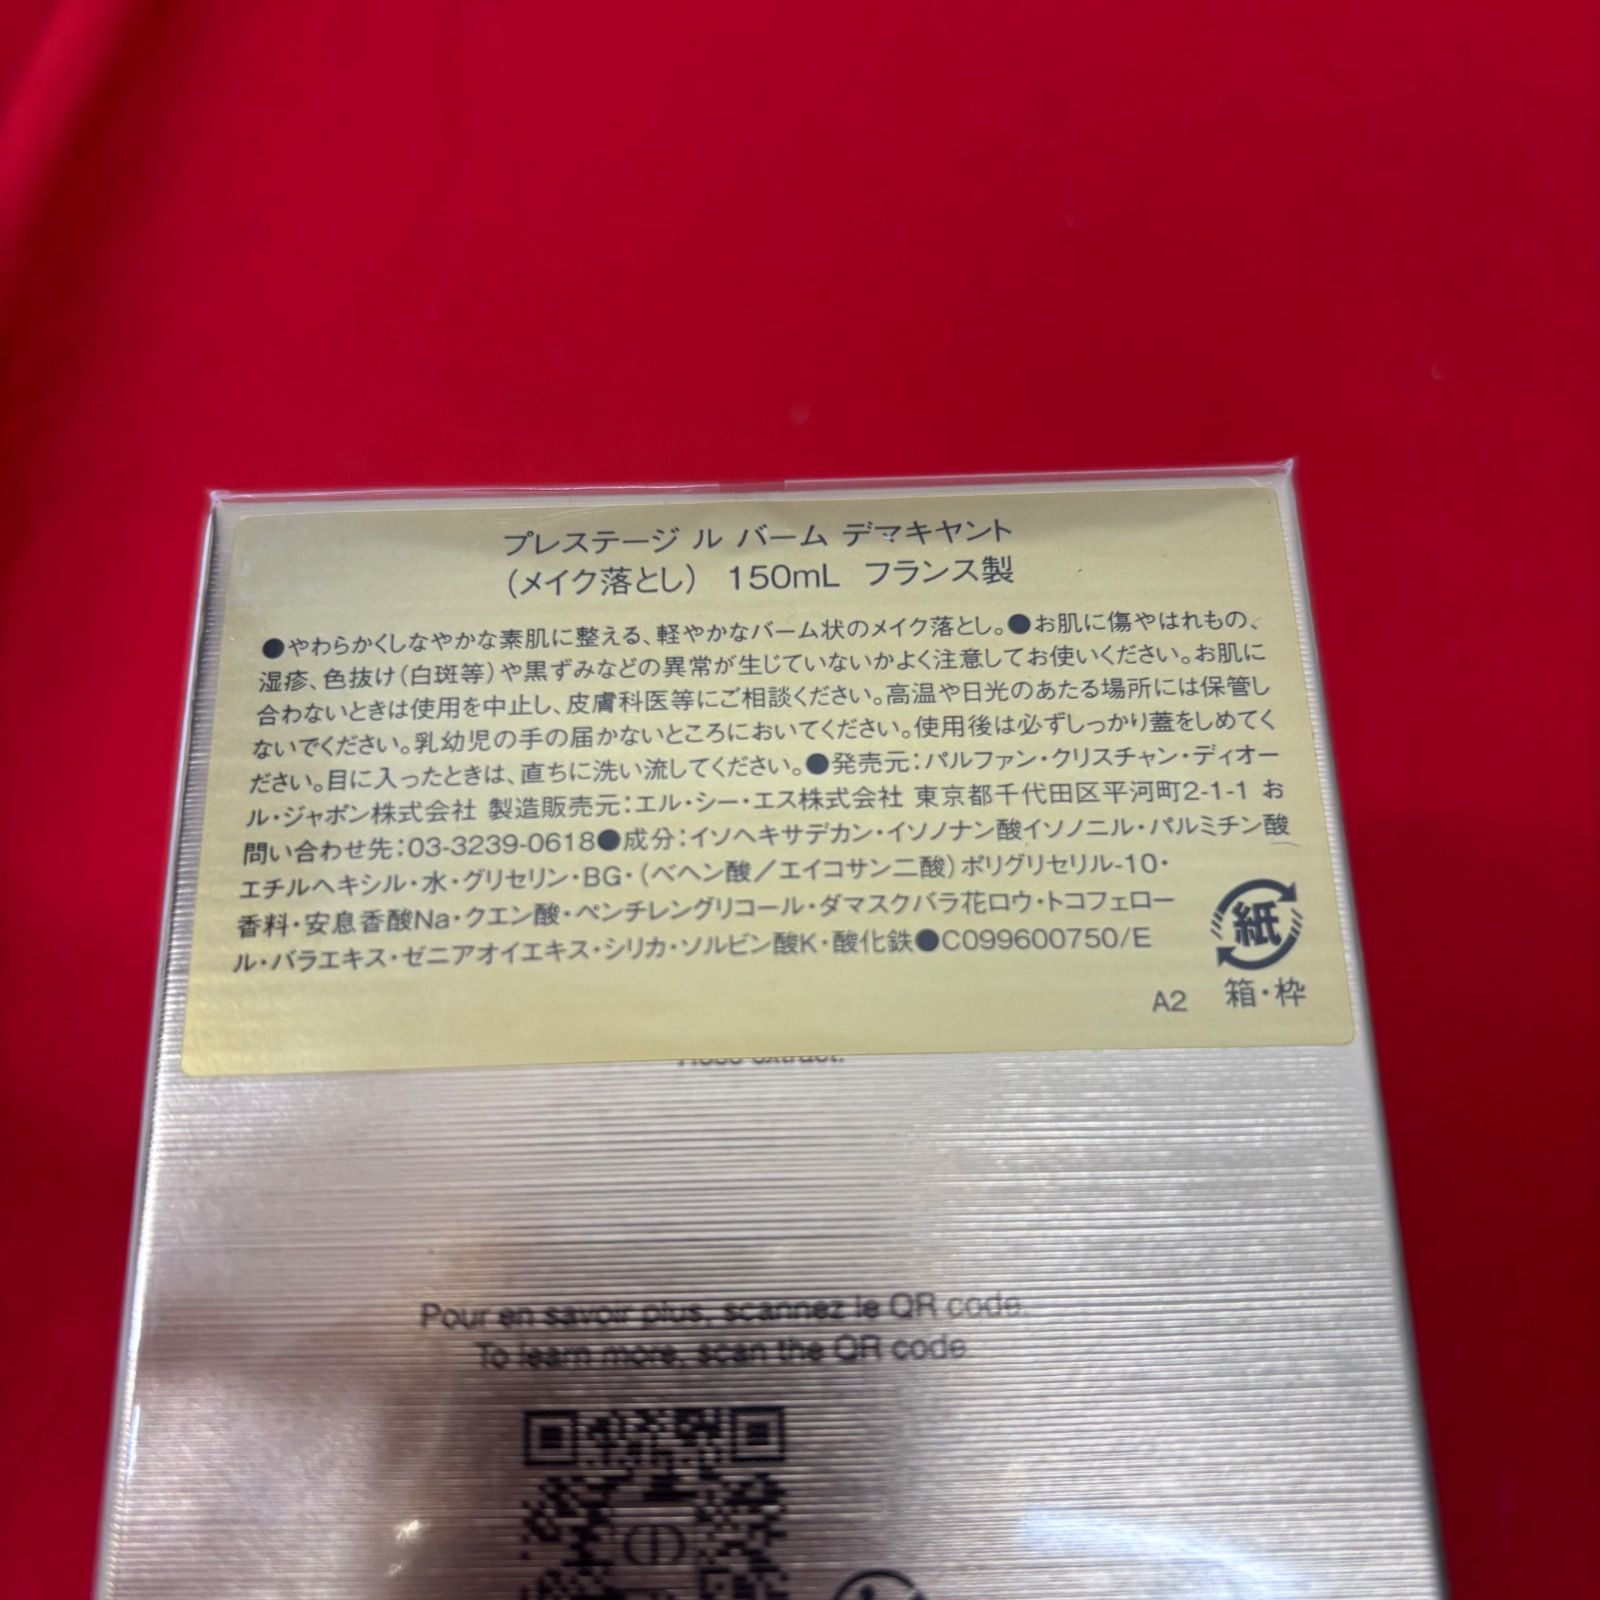 プレステージ ル バーム デマキヤント
（メイク落とし） 150mL フランス製
●やわらかくしなやかな素肌に整える、軽やかなバーム状のメイク落とし。●お肌に傷やはれもの、
湿疹、色抜け（白斑等）や黒ずみなどの異常が生じていないかよく注意してお使いください。お肌に
合わないときは使用を中止し、皮膚科医等にご相談ください。高温や日光のあたる場所には保管し
ないでください。乳幼児の手の届かないところにおいてください。使用後は必ずしっかり蓋をしめてく
ださい。目に入ったときは、直ちに洗い流してください。●発売元：パルファン・クリスチャン・ディオー
ル・ジャポン株式会社 製造販売元：エル・シー・エス株式会社 東京都千代田区平河町2-1-1 お
問い合わせ先：03-3239-0618●成分：イソヘキサデカン・イソノナン酸イソノニル・パルミチン酸
エチルヘキシル・水・グリセリン・BG・（ベヘン酸／エイコサン二酸）ポリグリセリル-10・
香料・安息香酸Na・クエン酸・ペンチレングリコール・ダマスクバラ花ロウ・トコフェロー
ル・バラエキス・ゼニアオイエキス・シリカ・ソルビン酸K・酸化鉄●C099600750/E
紙
A2 箱・枠
extract.
Pour en savoir plus, scannez le QR code.
To learn more, scan the QR code.